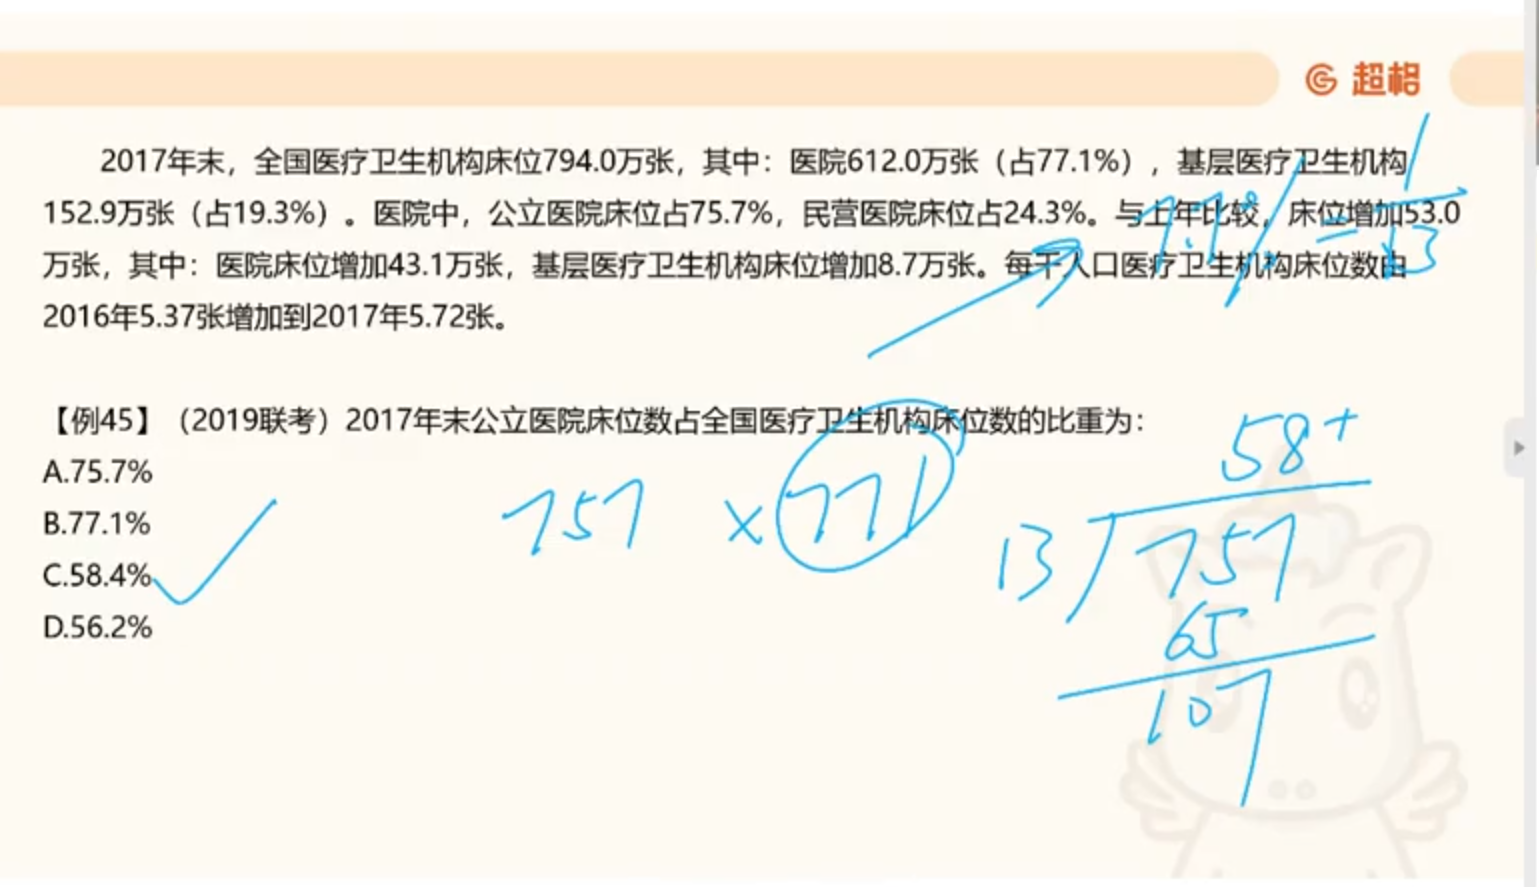 超格
2017年末，全国医疗卫生机构床位794.0万张，其中：医院612.0万张（占77.1%），基层医疗卫生机构
152.9万张（占19.3%）。医院中，公立医院床位占75.7%，民营医院床位占24.3%。与上年比较，床位增加53.0
万张，其中：医院床位增加43.1万张，基层医疗卫生机构床位增加8.7万张。每千人口医疗卫生机构床位数由
2016年5.37张增加到2017年5.72张。
7.7% = 1/13
【例45】（2019联考）2017年末公立医院床位数占全国医疗卫生机构床位数的比重为：
A.75.7%
B.77.1%
C.58.4%
D.56.2%
757 × 771
58+
13 757
65
107